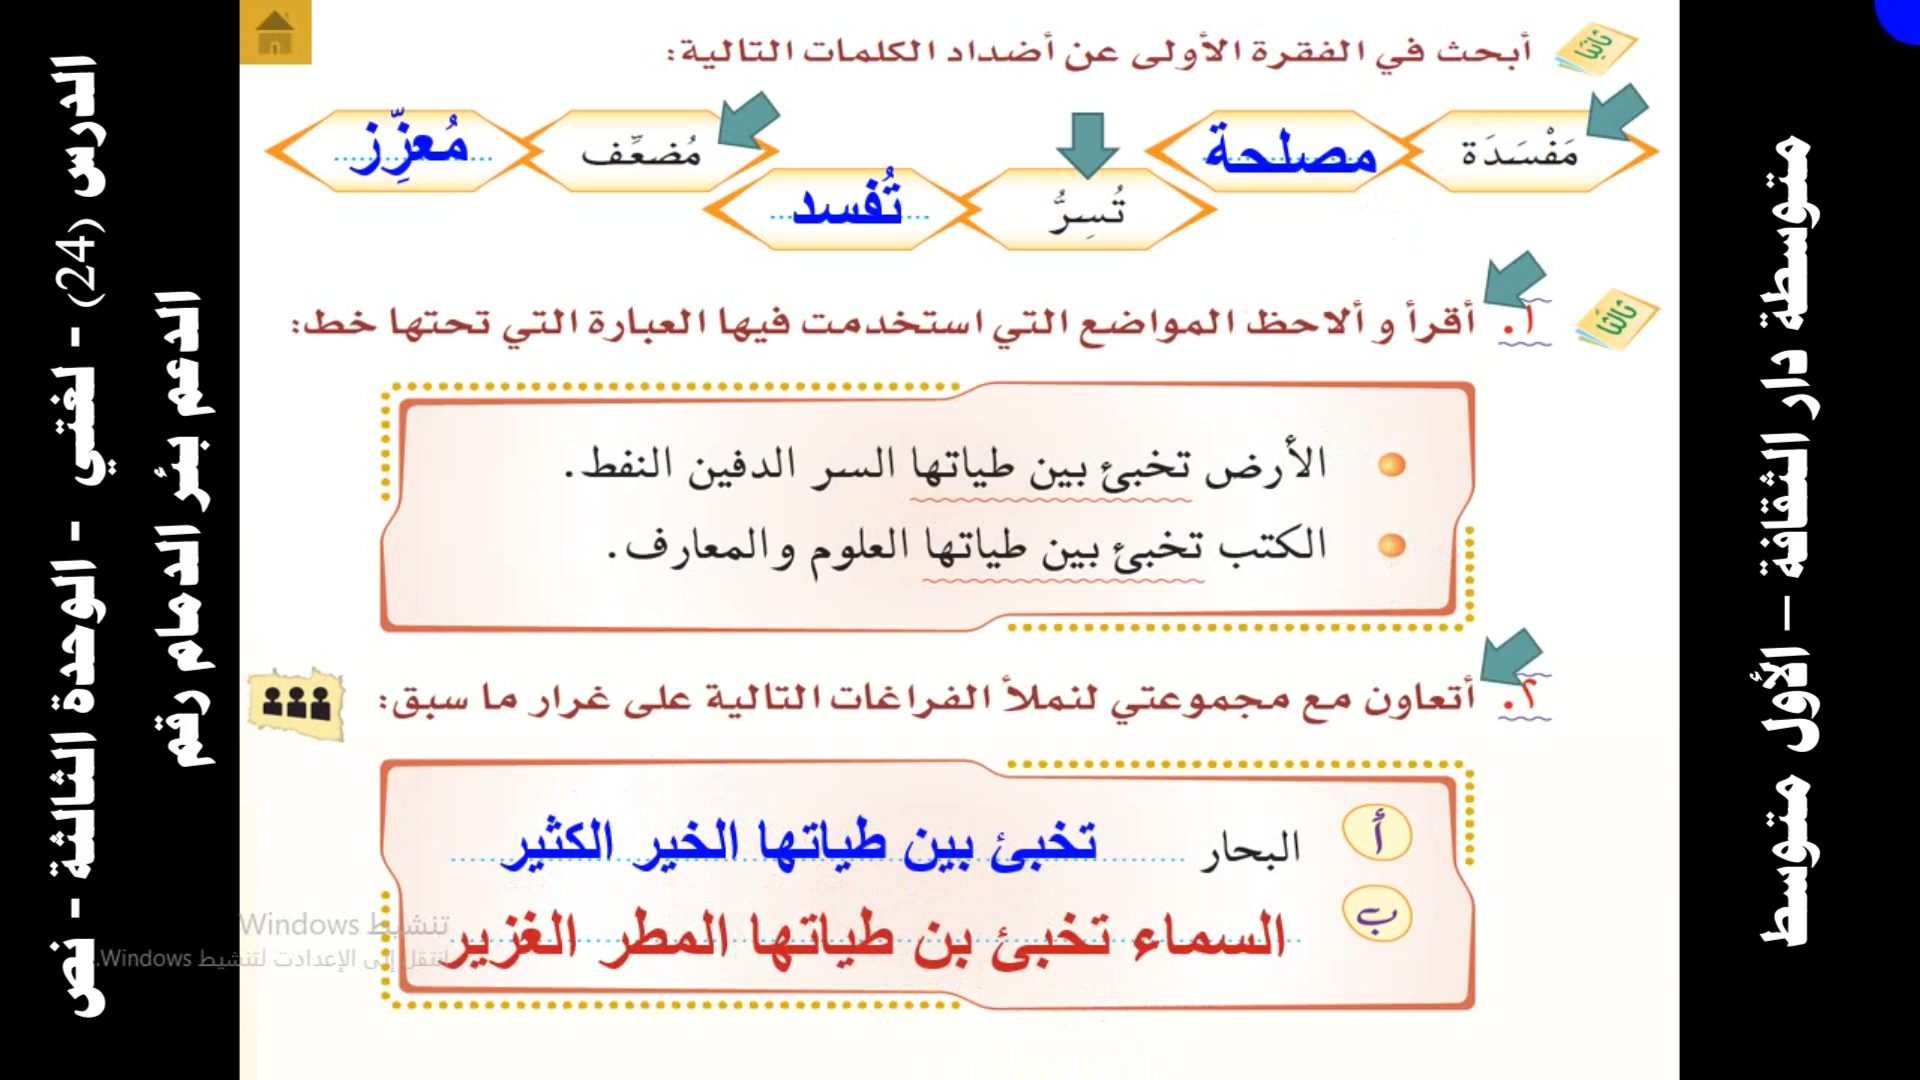 ثانيًا
أبحث في الفقرة الأولى عن أضداد الكلمات التالية:
مَفْسَدَة مصلحة
مُضعِّف مُعزِّز
تُسِرُّ تُفسد
ثالثًا
١. أقرأ و ألاحظ المواضع التي استخدمت فيها العبارة التي تحتها خط:
الأرض تخبئ بين طياتها السر الدفين النفط.
الكتب تخبئ بين طياتها العلوم والمعارف.
٢. أتعاون مع مجموعتي لنملأ الفراغات التالية على غرار ما سبق:
أ البحار تخبئ بين طياتها الخير الكثير
ب السماء تخبئ بن طياتها المطر الغزير
تنشيط Windows
انتقل إلى الإعدادت لتنشيط Windows.
متوسطة دار الثقافة – الأول متوسط
الدرس (24) - لغتي - الوحدة الثالثة - نص
الدعم بئر الدمام رقم